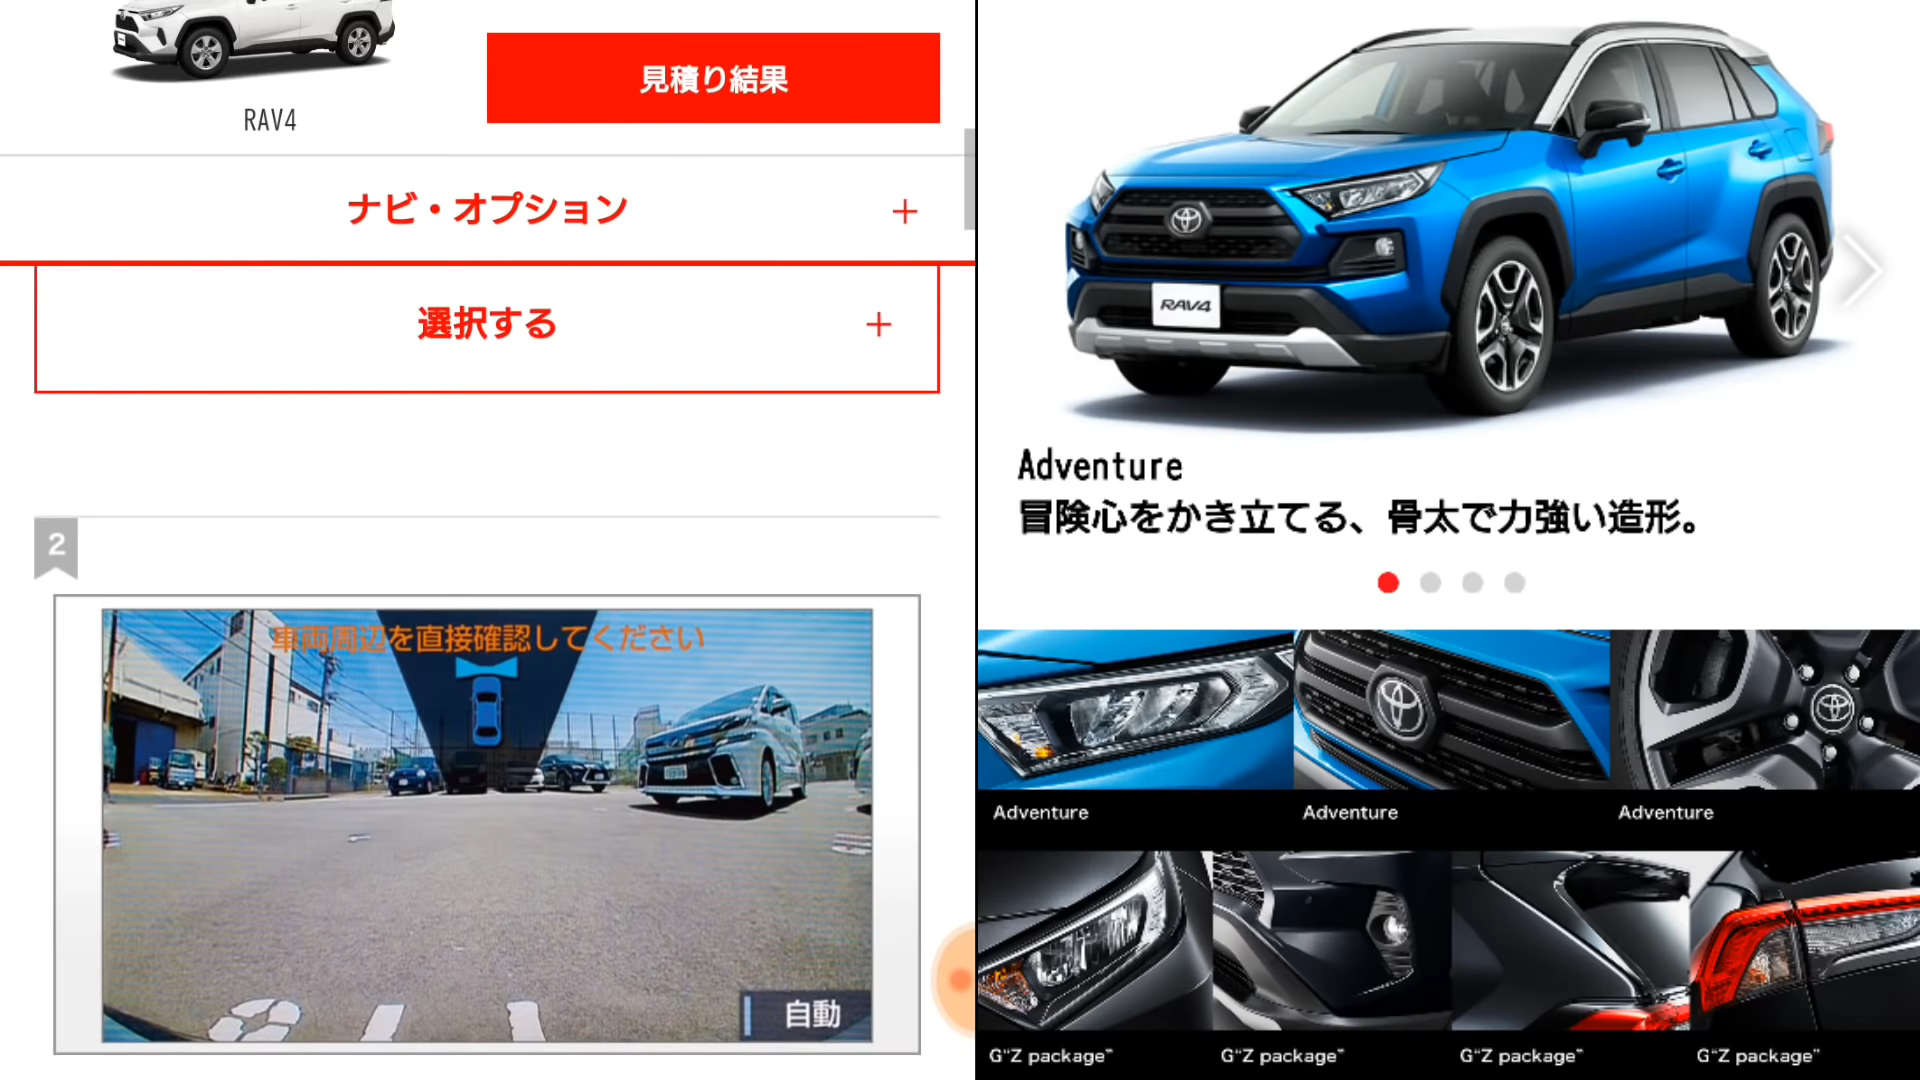 RAV4
見積り結果
ナビ・オプション
+
選択する
+
2
車両周辺を直接確認してください
自動
RAV4
Adventure
冒険心をかき立てる、骨太で力強い造形。
Adventure
Adventure
Adventure
G“Z package”
G“Z package”
G“Z package”
G“Z package”